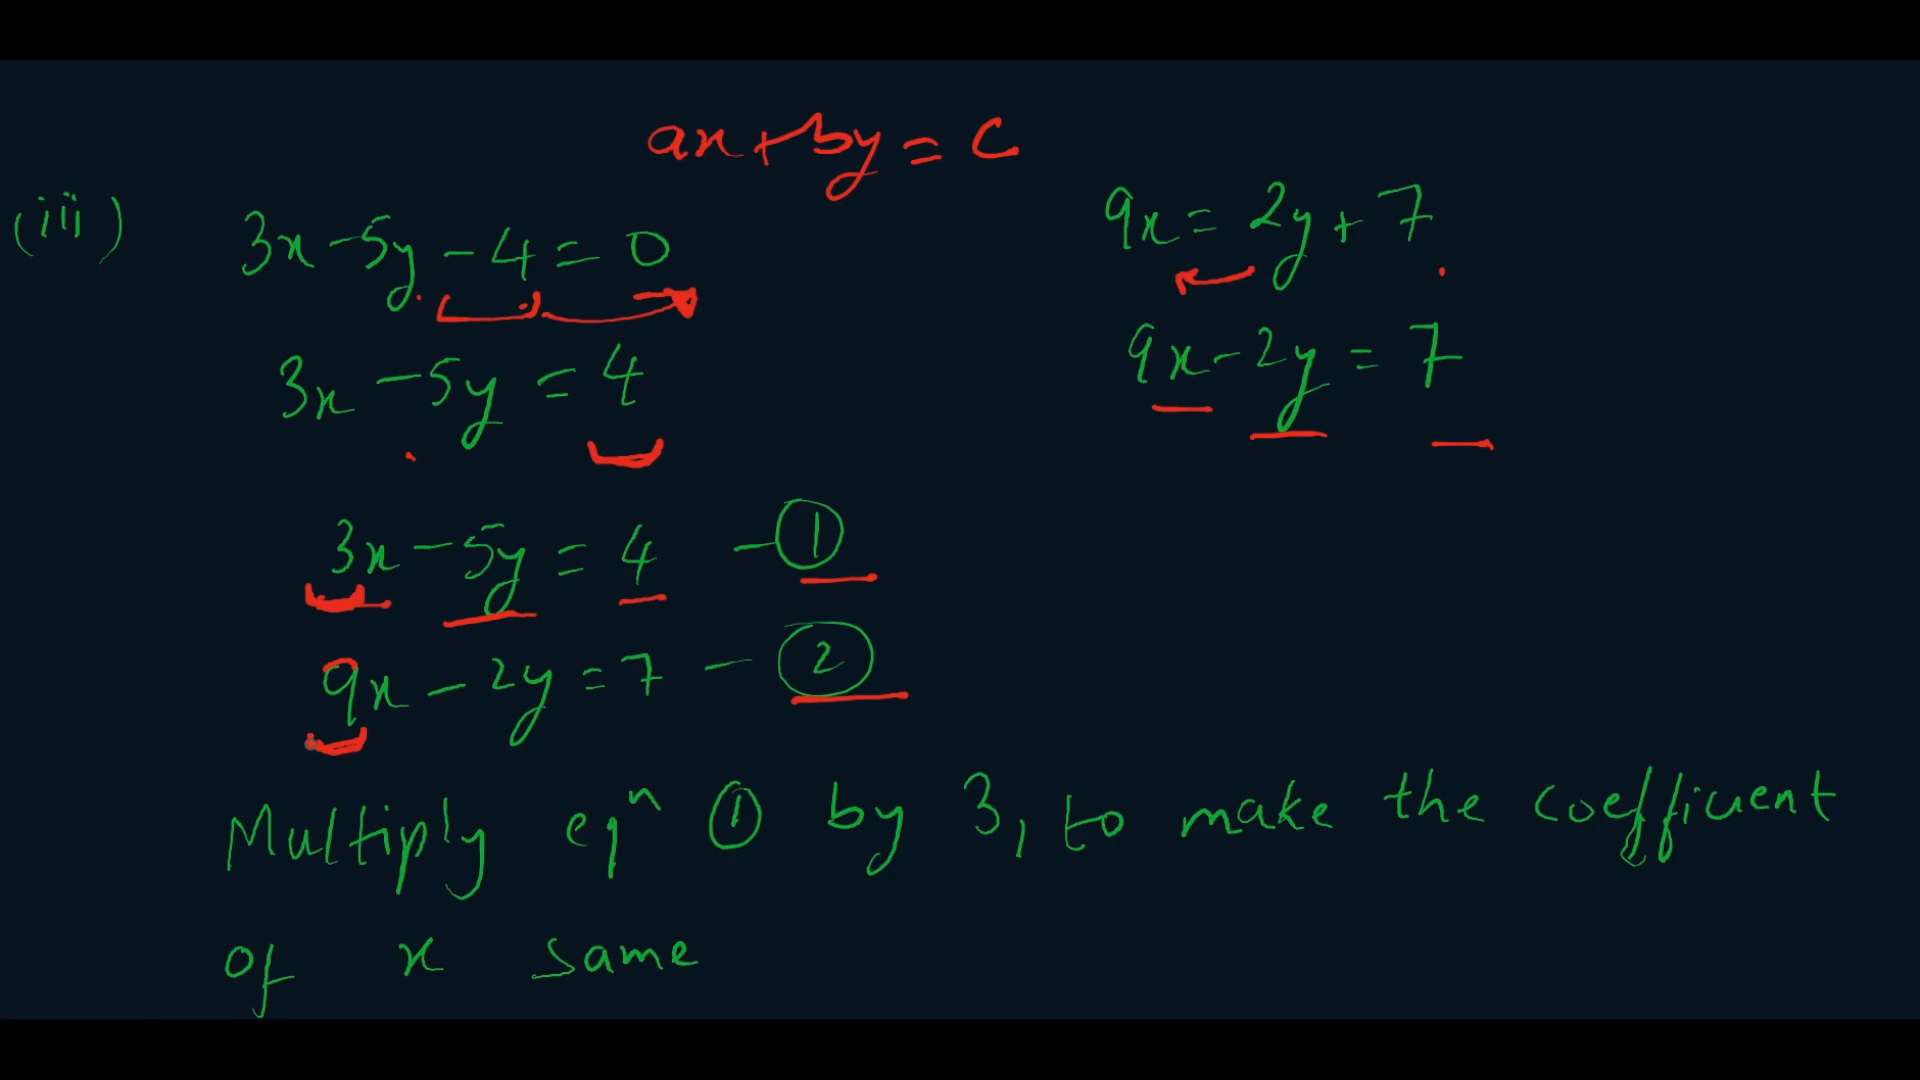 ax+by=c
(iii)
3x-5y-4=0
9x=2y+7
3x-5y=4
9x-2y=7
3x-5y=4 -①
9x-2y=7-②
Multiply eqⁿ ① by 3, to make the coefficient
of x same